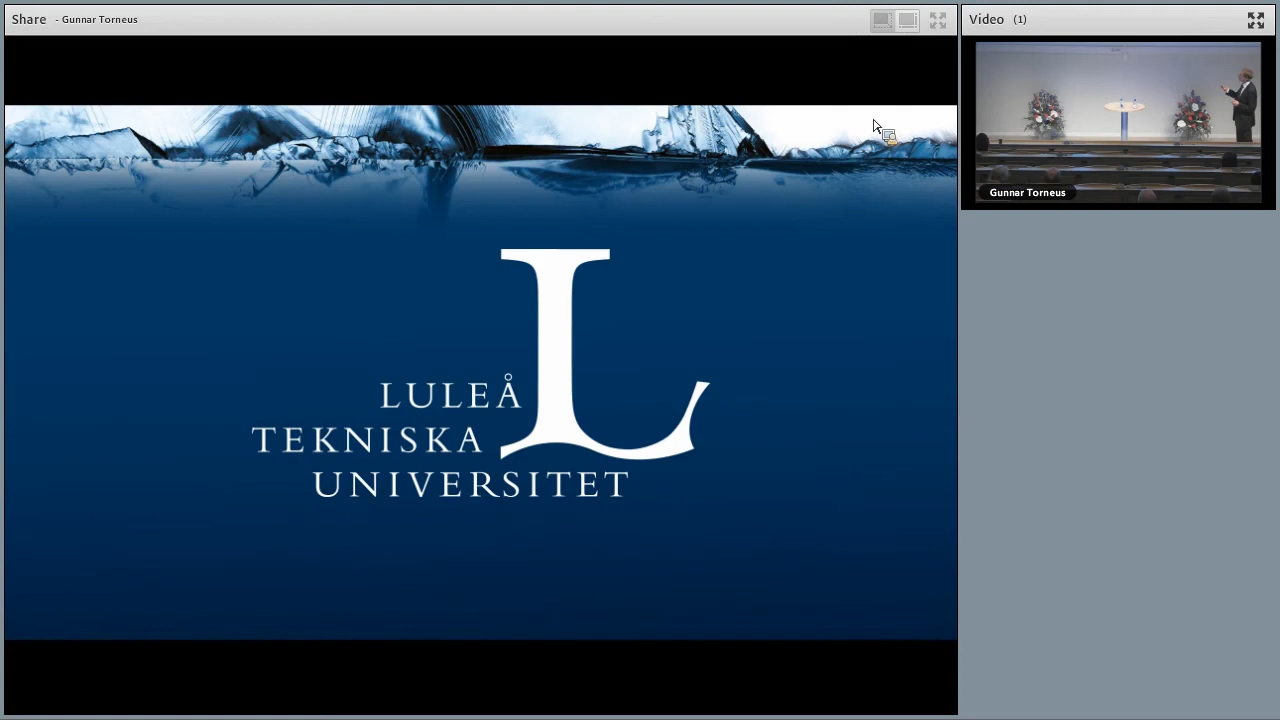 Share - Gunnar Torneus
Video (1)
Gunnar Torneus
L
LULEÅ
TEKNISKA
UNIVERSITET